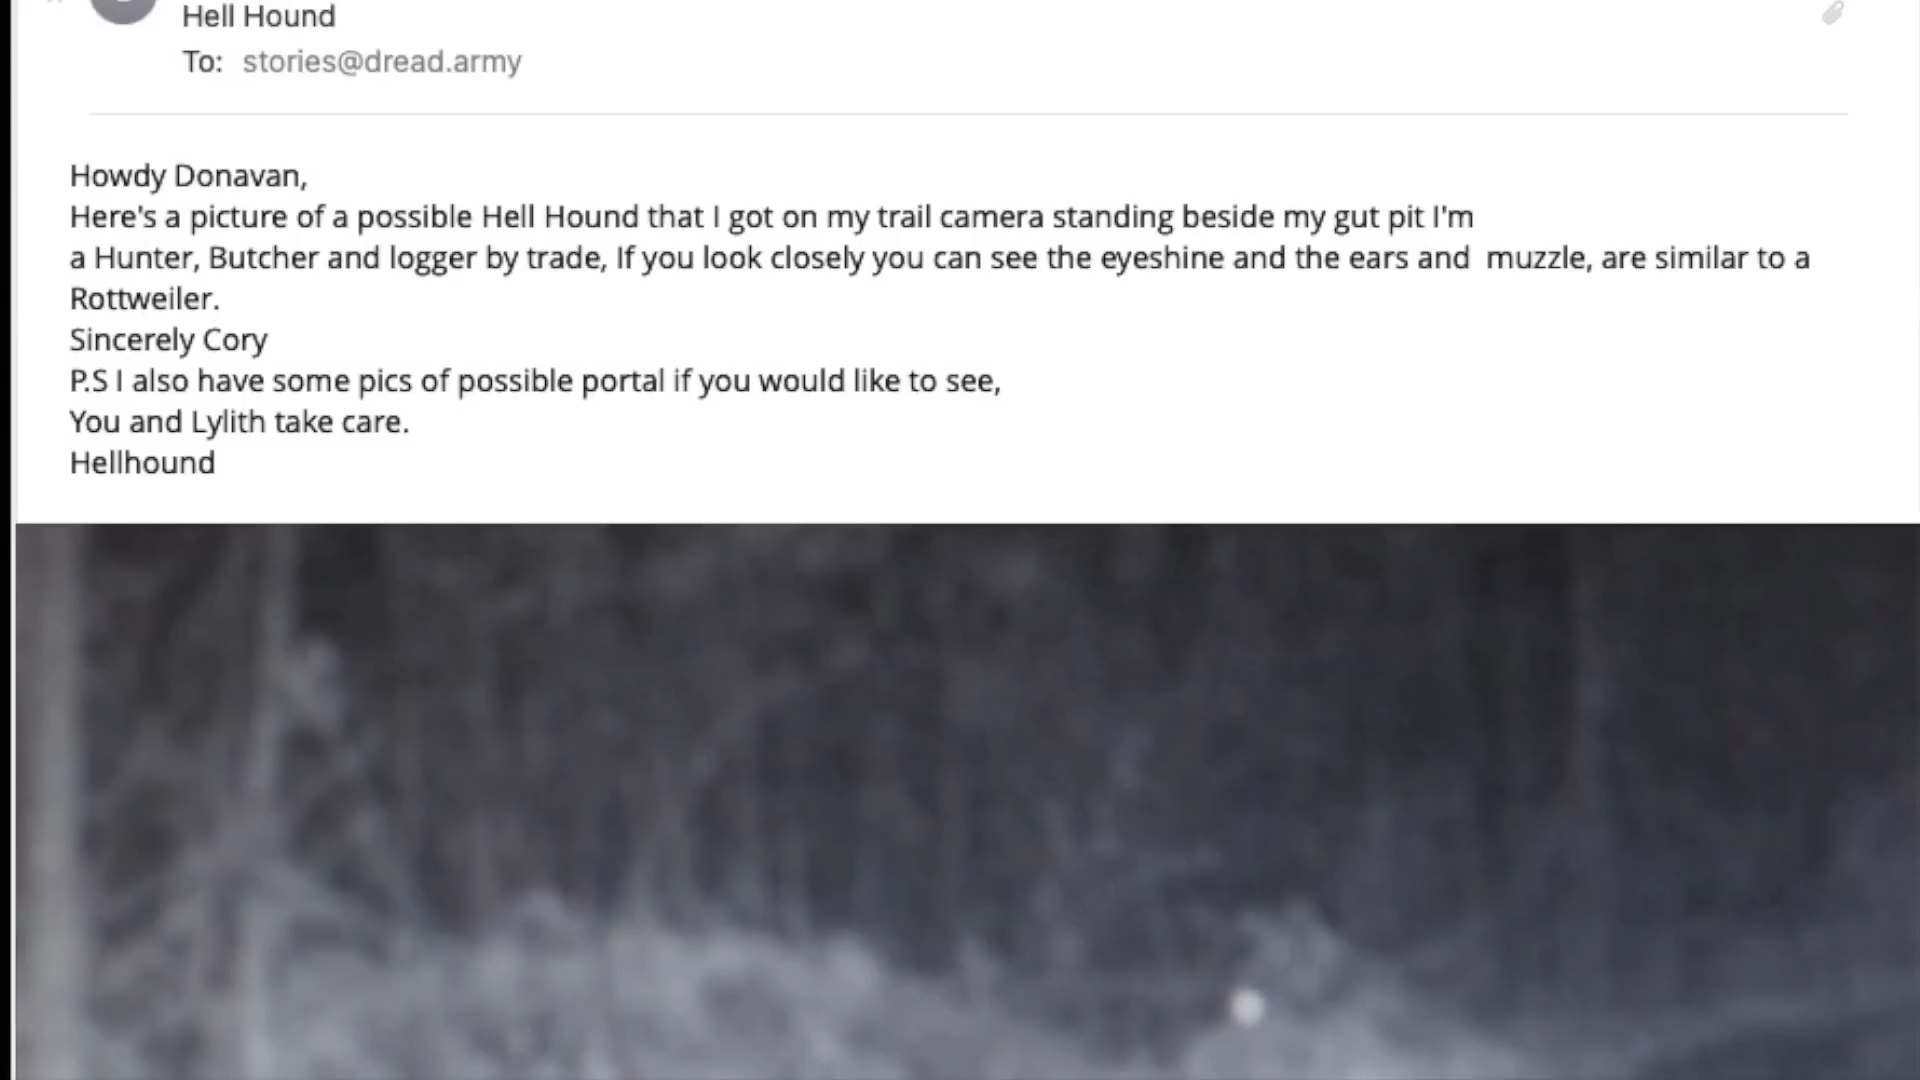 Hell Hound
To: stories@dread.army
Howdy Donavan,
Here's a picture of a possible Hell Hound that I got on my trail camera standing beside my gut pit I'm
a Hunter, Butcher and logger by trade, If you look closely you can see the eyeshine and the ears and  muzzle, are similar to a
Rottweiler.
Sincerely Cory
P.S I also have some pics of possible portal if you would like to see,
You and Lylith take care.
Hellhound